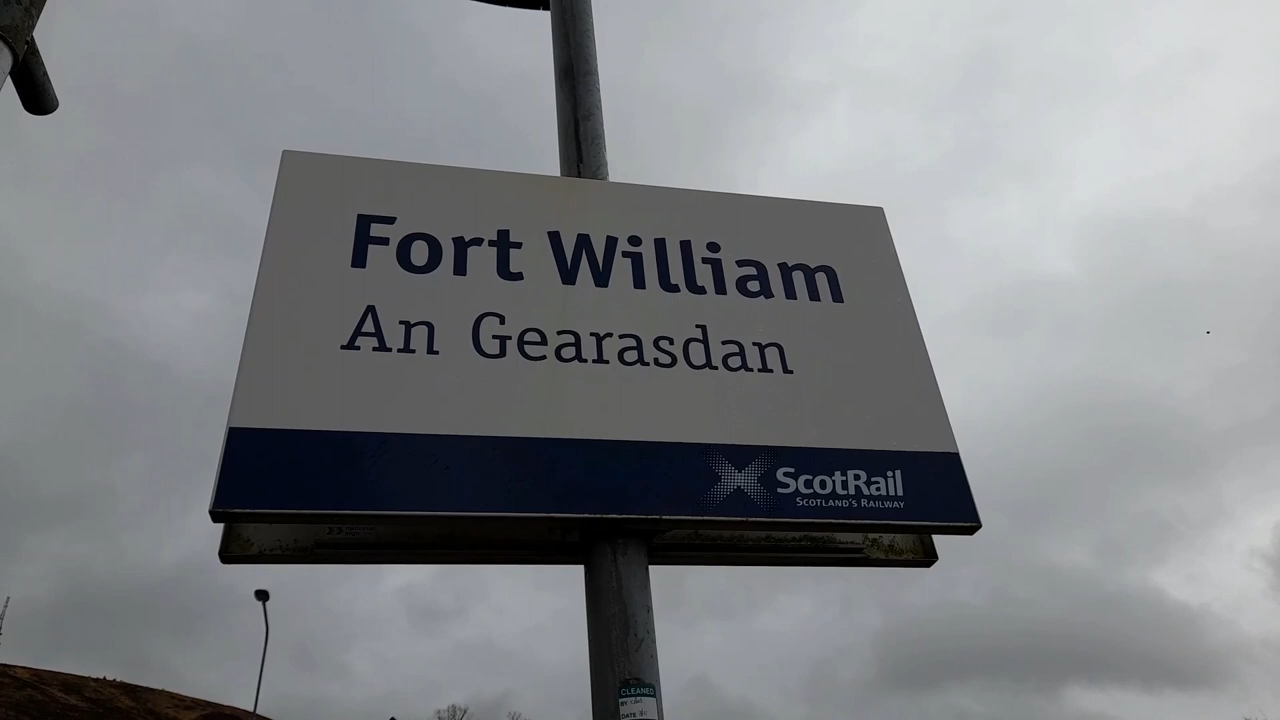 Fort William
An Gearasdan
ScotRail
SCOTLAND'S RAILWAY
CLEANED
BY
DATE